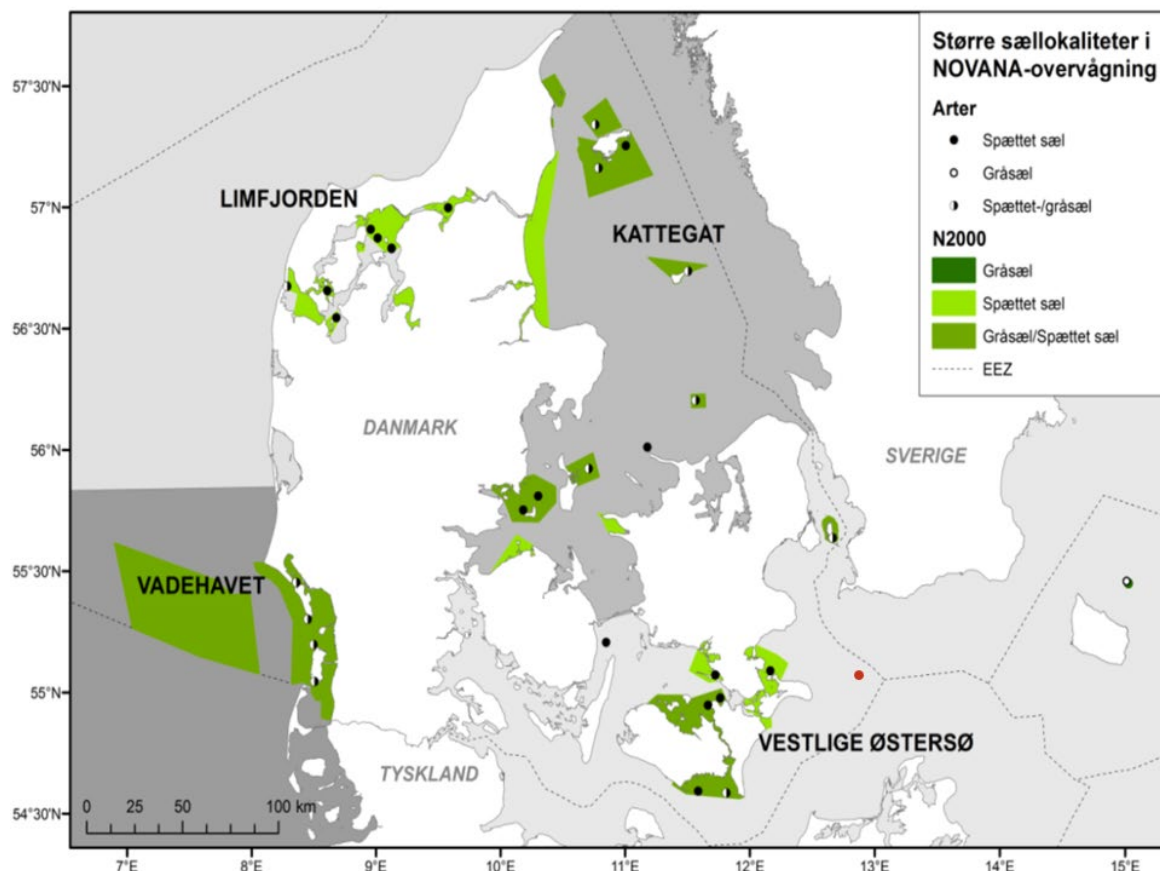 Større sællokaliteter i
NOVANA-overvågning
Arter
Spættet sæl
Gråsæl
Spættet-/gråsæl
N2000
Gråsæl
Spættet sæl
Gråsæl/Spættet sæl
EEZ
57°30'N
57°N
56°30'N
56°N
55°30'N
55°N
54°30'N
LIMFJORDEN
KATTEGAT
DANMARK
SVERIGE
VADEHAVET
VESTLIGE ØSTERSØ
TYSKLAND
0 25 50 100 km
7°E 8°E 9°E 10°E 11°E 12°E 13°E 14°E 15°E